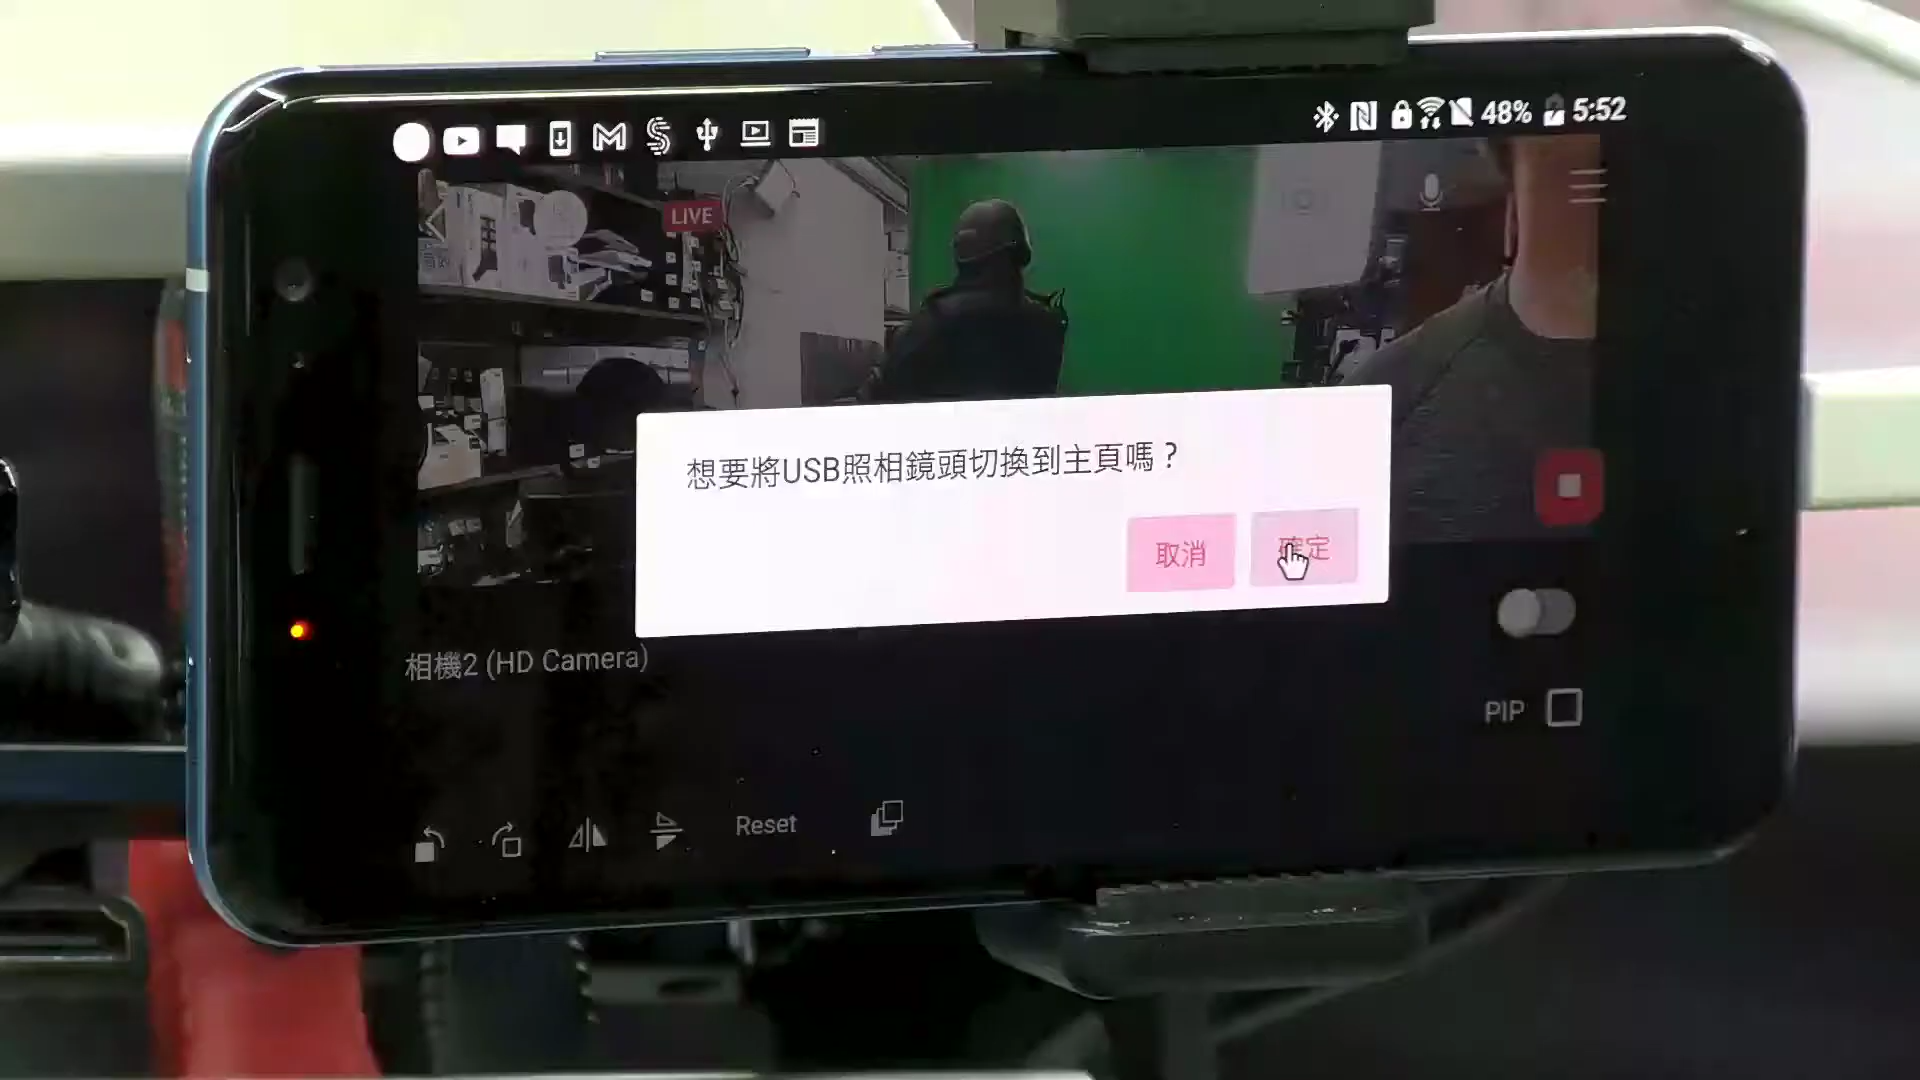 48% 5:52
LIVE
想要將USB照相鏡頭切換到主頁嗎？
取消 確定
相機2 (HD Camera)
PIP
Reset